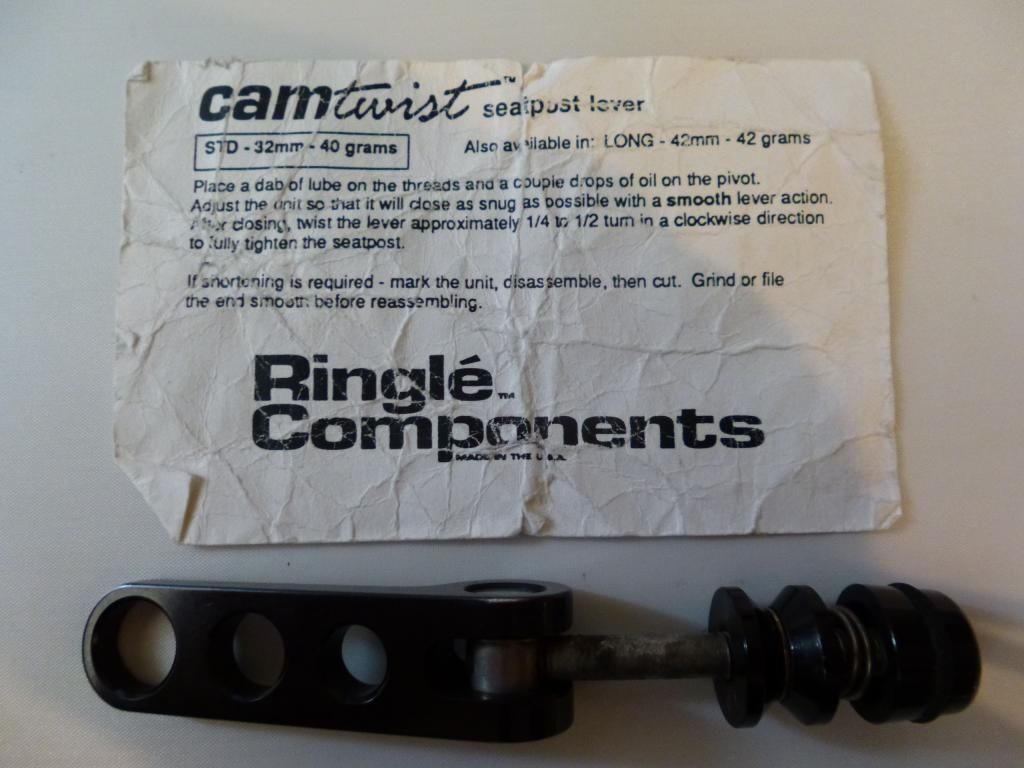 camtwist™ seatpost lever
STD - 32mm - 40 grams Also available in: LONG - 42mm - 42 grams
Place a dab of lube on the threads and a couple drops of oil on the pivot.
Adjust the unit so that it will close as snug as possible with a smooth lever action.
After closing, twist the lever approximately 1/4 to 1/2 turn in a clockwise direction
to fully tighten the seatpost.
If shortening is required - mark the unit, disassemble, then cut. Grind or file
the end smooth before reassembling.
Ringlé™
Components
MADE IN THE U.S.A.